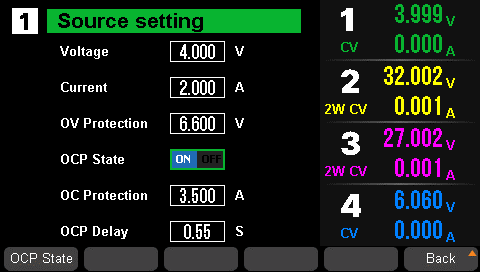 1 Source setting
Voltage 4.000 V
Current 2.000 A
OV Protection 6.600 V
OCP State ON OFF
OC Protection 3.500 A
OCP Delay 0.55 S
1 3.999 V
CV 0.000 A
2 32.002 V
2W CV 0.001 A
3 27.002 V
2W CV 0.001 A
4 6.060 V
CV 0.000 A
OCP State Back